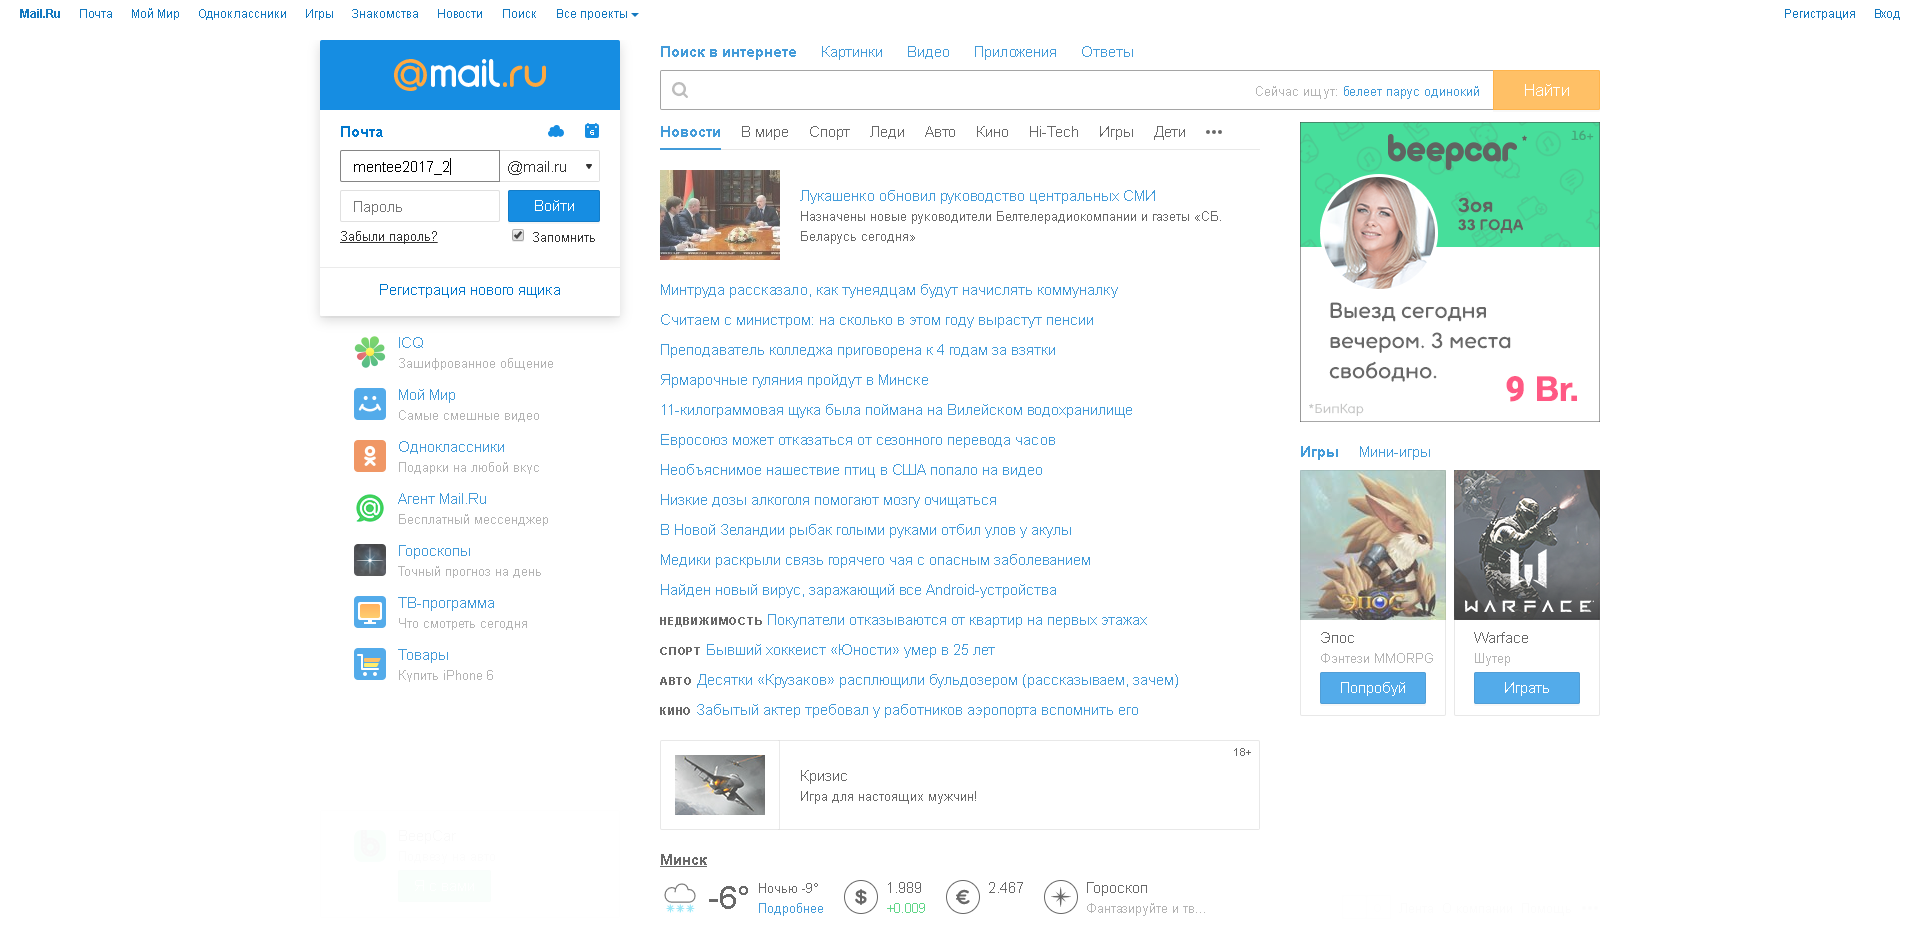 Mail.Ru Почта Мой Мир Одноклассники Игры Знакомства Новости Поиск Все проекты Регистрация Вход
@mail.ru
Почта
6
mentee2017_2 @mail.ru
Пароль Войти
Забыли пароль? Запомнить
Регистрация нового ящика
ICQ
Зашифрованное общение
Мой Мир
Самые смешные видео
Одноклассники
Подарки на любой вкус
Агент Mail.Ru
Бесплатный мессенджер
Гороскопы
Точный прогноз на день
ТВ-программа
Что смотреть сегодня
Товары
Купить iPhone 6
Поиск в интернете Картинки Видео Приложения Ответы
Сейчас ищут: белеет парус одинокий Найти
Новости В мире Спорт Леди Авто Кино Hi-Tech Игры Дети •••
Лукашенко обновил руководство центральных СМИ
Назначены новые руководители Белтелерадиокомпании и газеты «СБ.
Беларусь сегодня»
Минтруда рассказало, как тунеядцам будут начислять коммуналку
Считаем с министром: на сколько в этом году вырастут пенсии
Преподаватель колледжа приговорена к 4 годам за взятки
Ярмарочные гуляния пройдут в Минске
11-килограммовая щука была поймана на Вилейском водохранилище
Евросоюз может отказаться от сезонного перевода часов
Необъяснимое нашествие птиц в США попало на видео
Низкие дозы алкоголя помогают мозгу очищаться
В Новой Зеландии рыбак голыми руками отбил улов у акулы
Медики раскрыли связь горячего чая с опасным заболеванием
Найден новый вирус, заражающий все Android-устройства
НЕДВИЖИМОСТЬ Покупатели отказываются от квартир на первых этажах
СПОРТ Бывший хоккеист «Юности» умер в 25 лет
АВТО Десятки «Крузаков» расплющили бульдозером (рассказываем, зачем)
КИНО Забытый актер требовал у работников аэропорта вспомнить его
18+
Кризис
Игра для настоящих мужчин!
Минск
-6° Ночью -9° $ 1.989 € 2.467 Гороскоп
Подробнее +0.009 Фантазируйте и тв...
16+
beepcar*
Зоя
33 ГОДА
Выезд сегодня
вечером. 3 места
свободно.
9 Br.
*БипКар
Игры Мини-игры
ЭПОС
WARFACE
Эпос
Фэнтези MMORPG
Попробуй
Warface
Шутер
Играть